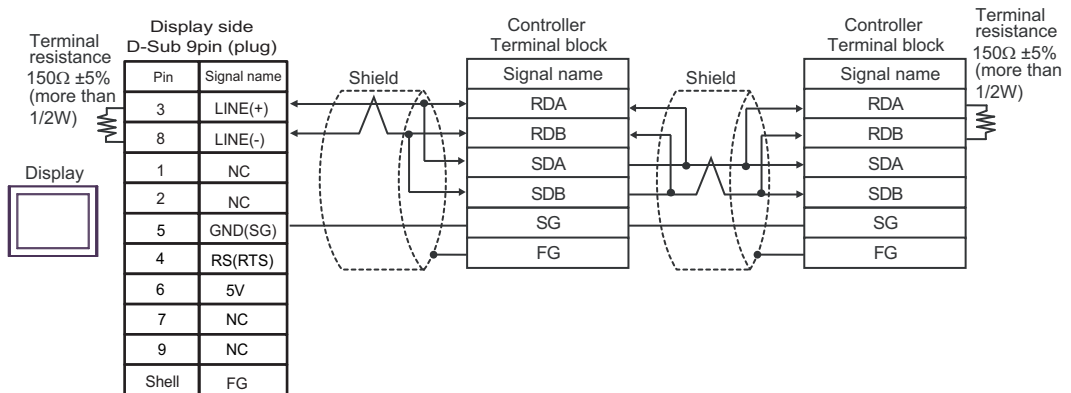 Terminal
resistance
150Ω ±5%
(more than
1/2W)
Display
Display side
D-Sub 9pin (plug)
Pin Signal name
3 LINE(+)
8 LINE(-)
1 NC
2 NC
5 GND(SG)
4 RS(RTS)
6 5V
7 NC
9 NC
Shell FG
Shield
Controller
Terminal block
Signal name
RDA
RDB
SDA
SDB
SG
FG
Shield
Controller
Terminal block
Signal name
RDA
RDB
SDA
SDB
SG
FG
Terminal
resistance
150Ω ±5%
(more than
1/2W)